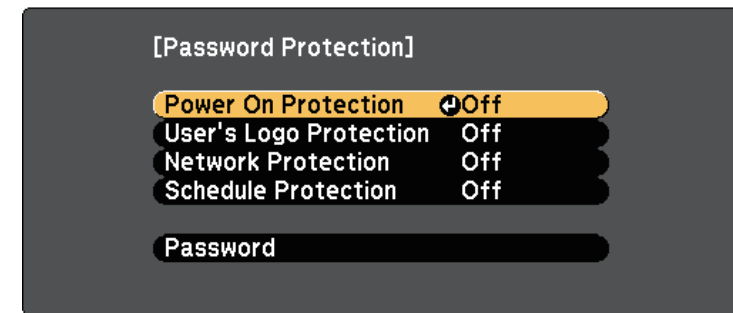 [Password Protection]
Power On Protection Off
User's Logo Protection Off
Network Protection Off
Schedule Protection Off
Password